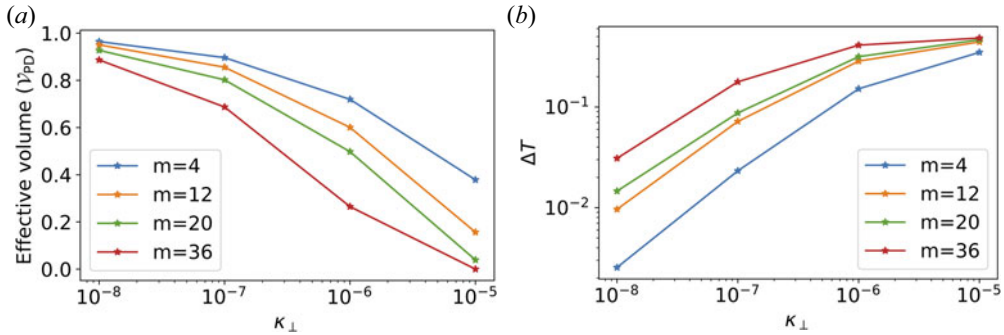 (a)
Effective volume (𝒱_PD)
1.0
0.8
0.6
0.4
0.2
0.0
m=4
m=12
m=20
m=36
10⁻⁸
10⁻⁷
10⁻⁶
10⁻⁵
κ⊥
(b)
ΔT
10⁻¹
10⁻²
m=4
m=12
m=20
m=36
10⁻⁸
10⁻⁷
10⁻⁶
10⁻⁵
κ⊥